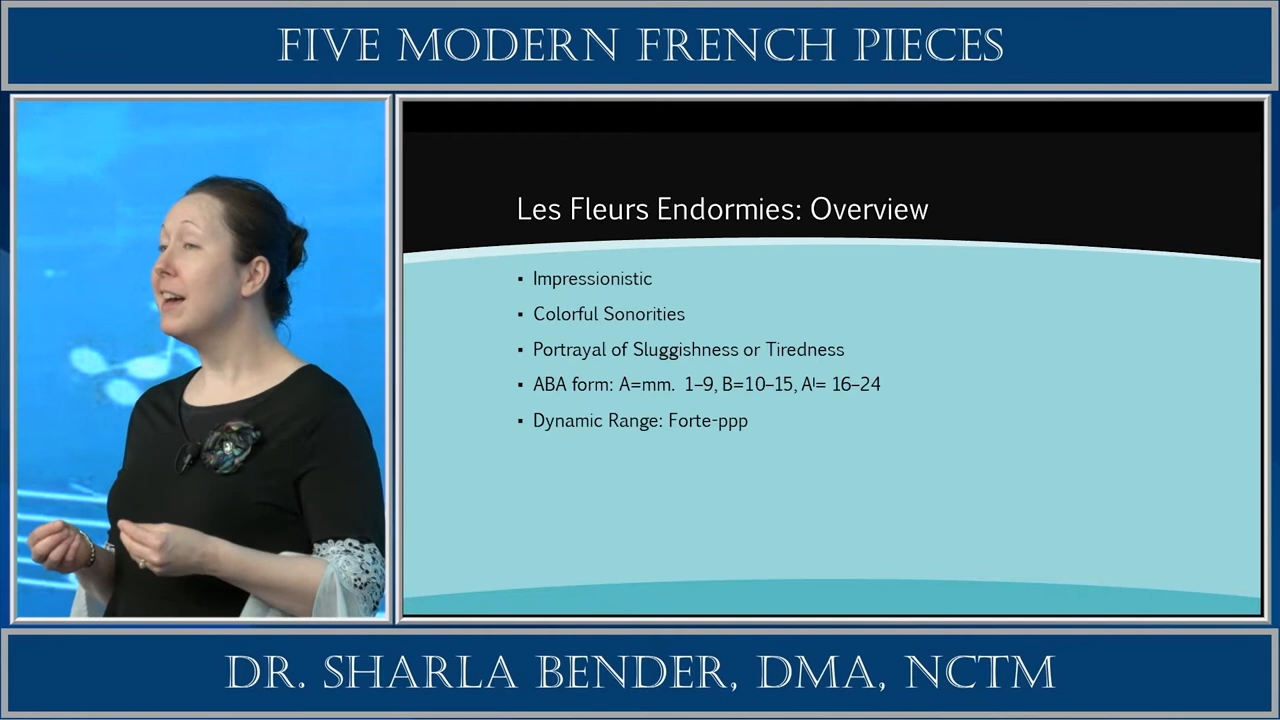 FIVE MODERN FRENCH PIECES
Les Fleurs Endormies: Overview
▪ Impressionistic
▪ Colorful Sonorities
▪ Portrayal of Sluggishness or Tiredness
▪ ABA form: A=mm. 1–9, B=10–15, A|= 16–24
▪ Dynamic Range: Forte-ppp
DR. SHARLA BENDER, DMA, NCTM